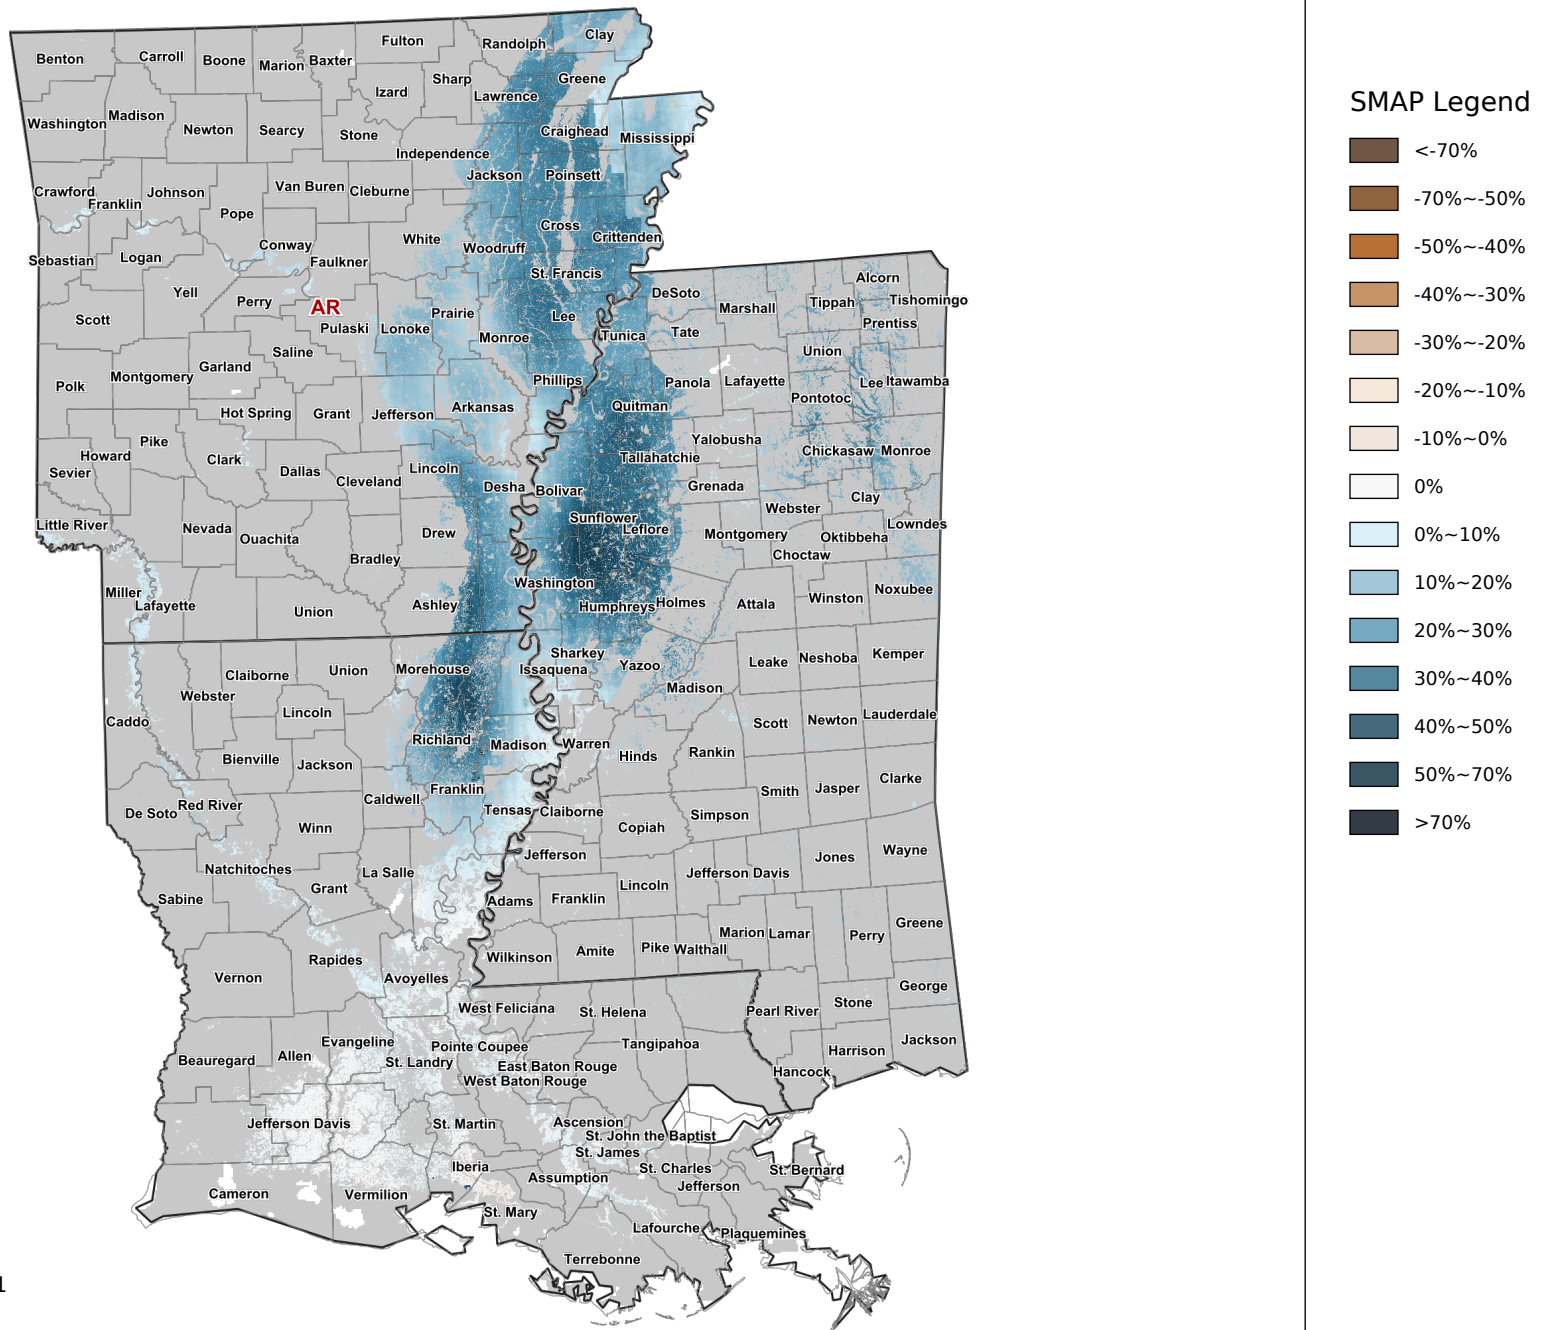 Benton
Carroll
Boone
Marion
Baxter
Fulton
Randolph
Clay
Greene
Sharp
Izard
Lawrence
Washington
Madison
Newton
Searcy
Stone
Independence
Craighead
Mississippi
Jackson
Poinsett
Crawford
Franklin
Johnson
Pope
Van Buren
Cleburne
White
Woodruff
Cross
Crittenden
St. Francis
Sebastian
Logan
Conway
Faulkner
Yell
Perry
AR
Scott
Pulaski
Lonoke
Prairie
Monroe
Lee
Saline
Garland
Montgomery
Polk
Hot Spring
Grant
Jefferson
Arkansas
Phillips
Pike
Howard
Sevier
Clark
Dallas
Cleveland
Lincoln
Desha
Little River
Nevada
Ouachita
Drew
Bradley
Miller
Lafayette
Union
Ashley
DeSoto
Marshall
Tippah
Alcorn
Tishomingo
Prentiss
Tunica
Tate
Union
Panola
Lafayette
Lee
Itawamba
Pontotoc
Quitman
Yalobusha
Tallahatchie
Chickasaw
Monroe
Bolivar
Grenada
Clay
Webster
Sunflower
Leflore
Montgomery
Oktibbeha
Lowndes
Choctaw
Washington
Humphreys
Holmes
Attala
Winston
Noxubee
Sharkey
Issaquena
Yazoo
Leake
Neshoba
Kemper
Madison
Scott
Newton
Lauderdale
Warren
Hinds
Rankin
Smith
Jasper
Clarke
Claiborne
Copiah
Simpson
Jefferson
Jefferson Davis
Jones
Wayne
Adams
Franklin
Lincoln
Marion
Lamar
Perry
Greene
Wilkinson
Amite
Pike
Walthall
George
Pearl River
Stone
Harrison
Jackson
Hancock
Claiborne
Union
Morehouse
Webster
Lincoln
Caddo
Bienville
Jackson
Richland
Madison
De Soto
Red River
Winn
Caldwell
Franklin
Tensas
Natchitoches
Grant
La Salle
Sabine
Vernon
Rapides
Avoyelles
West Feliciana
St. Helena
Tangipahoa
Beauregard
Allen
Evangeline
St. Landry
Pointe Coupee
East Baton Rouge
West Baton Rouge
Jefferson Davis
St. Martin
Ascension
St. John the Baptist
St. James
St. Charles
St. Bernard
Cameron
Vermilion
Iberia
Assumption
Jefferson
St. Mary
Lafourche
Plaquemines
Terrebonne
1
SMAP Legend
<-70%
-70%~-50%
-50%~-40%
-40%~-30%
-30%~-20%
-20%~-10%
-10%~0%
0%
0%~10%
10%~20%
20%~30%
30%~40%
40%~50%
50%~70%
>70%